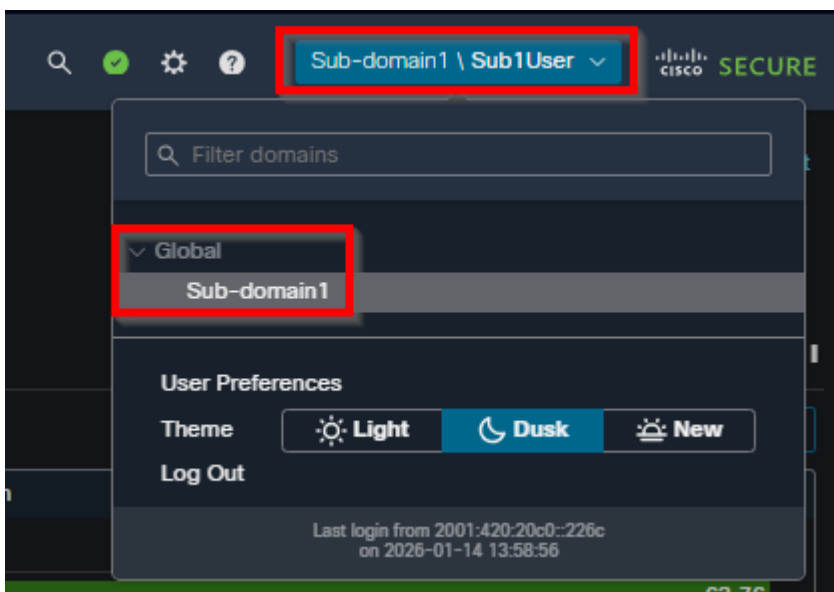 Sub-domain1 \ Sub1User
cisco SECURE
Filter domains
Global
Sub-domain1
User Preferences
Theme Light Dusk New
Log Out
Last login from 2001:420:20c0::226c
on 2026-01-14 13:58:56